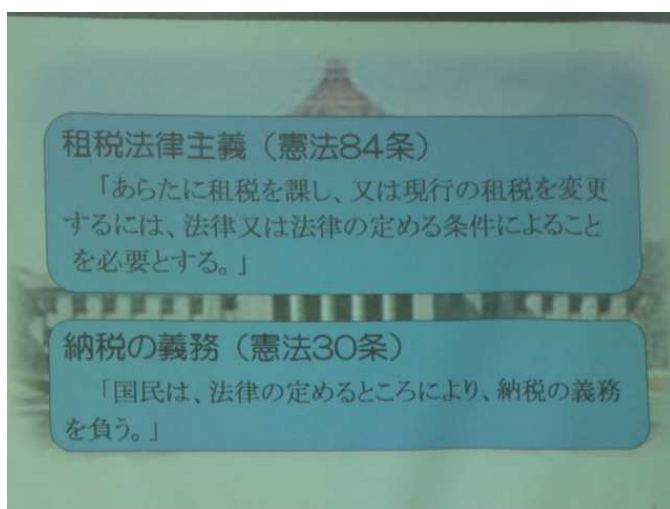 租税法律主義（憲法84条）
「あらたに租税を課し、又は現行の租税を変更
するには、法律又は法律の定める条件によること
を必要とする。」
納税の義務（憲法30条）
「国民は、法律の定めるところにより、納税の義務
を負う。」